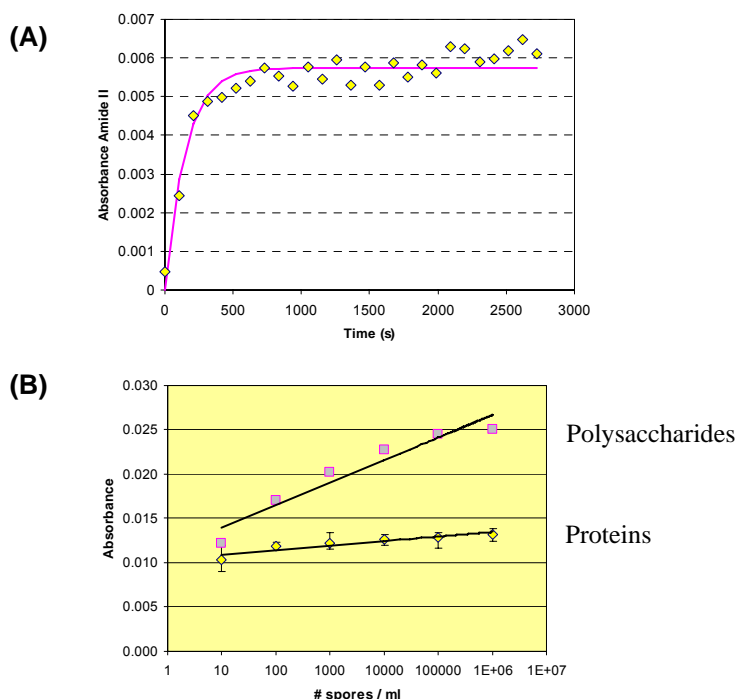 (A)
0.007
0.006
0.005
0.004
0.003
0.002
0.001
0
Absorbance Amide II
0 500 1000 1500 2000 2500 3000
Time (s)
(B)
0.030
0.025
0.020
0.015
0.010
0.005
0.000
Absorbance
Polysaccharides
Proteins
1 10 100 1000 10000 100000 1E+06 1E+07
# spores / ml